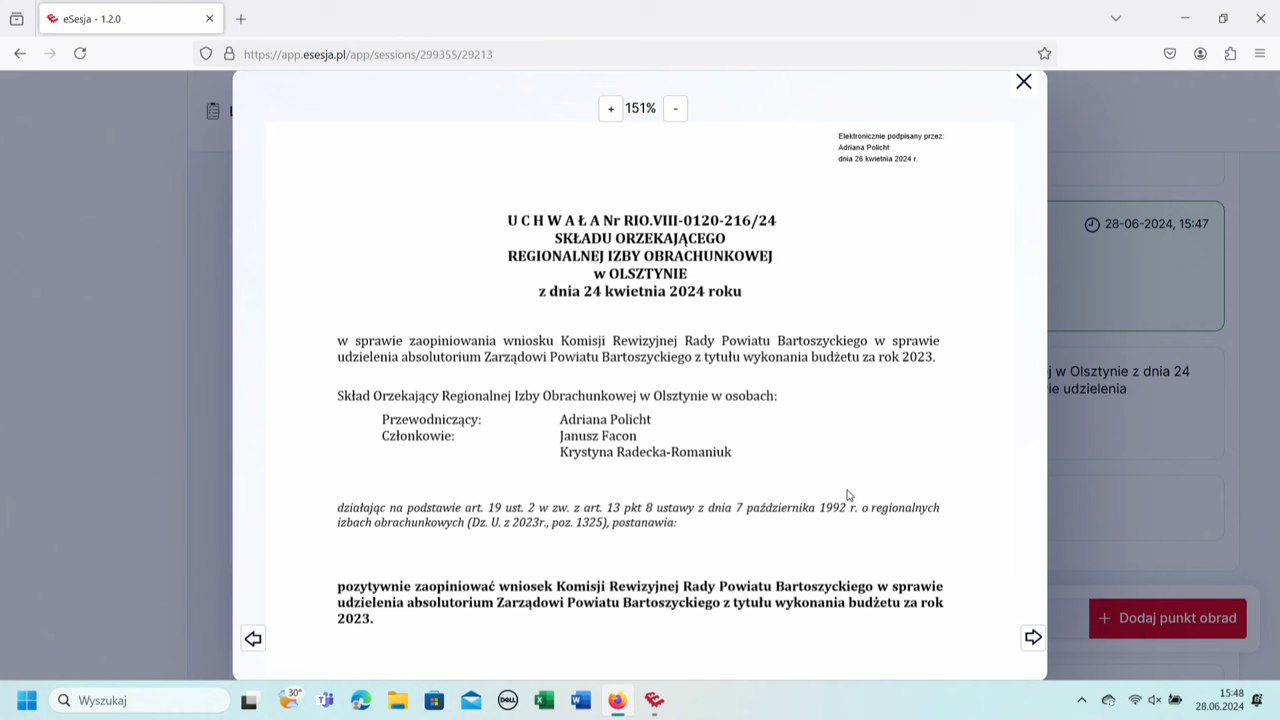 eSesja - 1.2.0
https://app.esesja.pl/app/sessions/299355/29213
+ 151% -
Elektronicznie podpisany przez:
Adriana Policht
dnia 26 kwietnia 2024 r.
U C H W A Ł A Nr RIO.VIII-0120-216/24
SKŁADU ORZEKAJĄCEGO
REGIONALNEJ IZBY OBRACHUNKOWEJ
w OLSZTYNIE
z dnia 24 kwietnia 2024 roku
w sprawie zaopiniowania wniosku Komisji Rewizyjnej Rady Powiatu Bartoszyckiego w sprawie
udzielenia absolutorium Zarządowi Powiatu Bartoszyckiego z tytułu wykonania budżetu za rok 2023.
Skład Orzekający Regionalnej Izby Obrachunkowej w Olsztynie w osobach:
Przewodniczący: Adriana Policht
Członkowie: Janusz Facon
Krystyna Radecka-Romaniuk
działając na podstawie art. 19 ust. 2 w zw. z art. 13 pkt 8 ustawy z dnia 7 października 1992 r. o regionalnych
izbach obrachunkowych (Dz. U. z 2023r., poz. 1325), postanawia:
pozytywnie zaopiniować wniosek Komisji Rewizyjnej Rady Powiatu Bartoszyckiego w sprawie
udzielenia absolutorium Zarządowi Powiatu Bartoszyckiego z tytułu wykonania budżetu za rok
2023.
28-06-2024, 15:47
j w Olsztynie z dnia 24
ie udzielenia
+ Dodaj punkt obrad
Wyszukaj
30°
DELL
15:48
28.06.2024